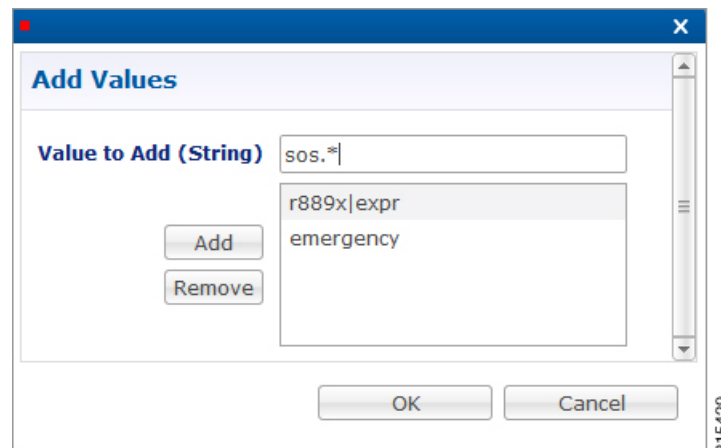 x
Add Values
Value to Add (String)
sos.*
r889x|expr
emergency
Add
Remove
OK
Cancel